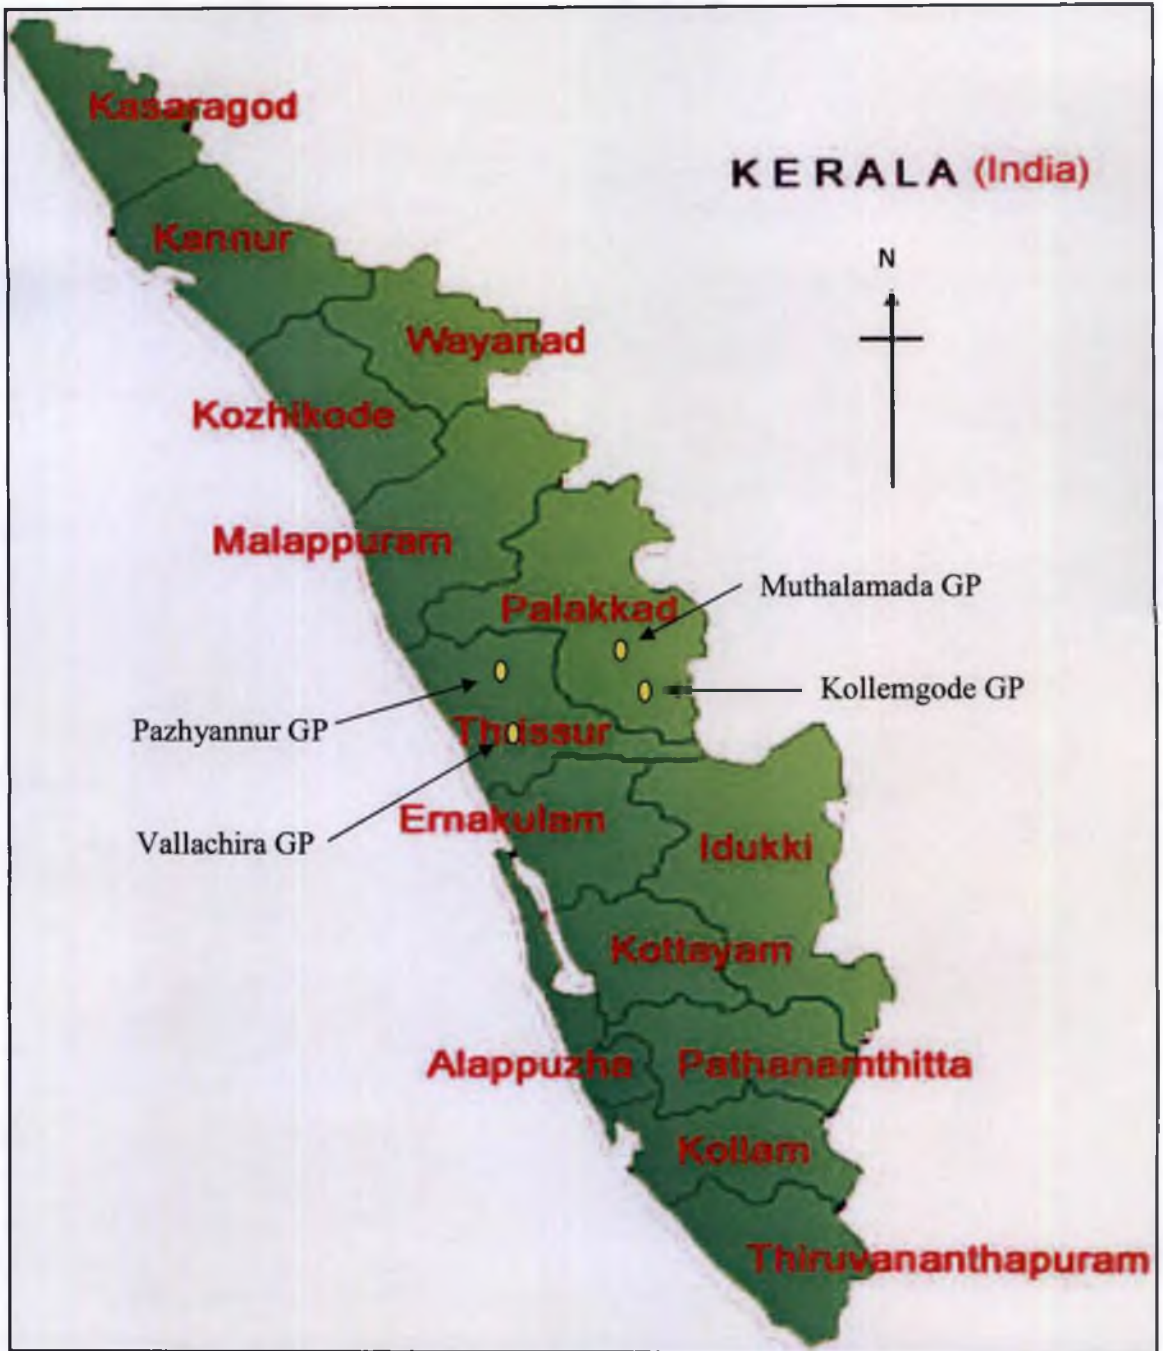 Kasaragod
KERALA (India)
Kannur
N
Wayanad
Kozhikode
Malappuram
Muthalamada GP
Palakkad
Kollemgode GP
Pazhyannur GP
Thrissur
Ernakulam
Vallachira GP
Idukki
Kottayam
Alappuzha
Pathanamthitta
Kollam
Thiruvananthapuram